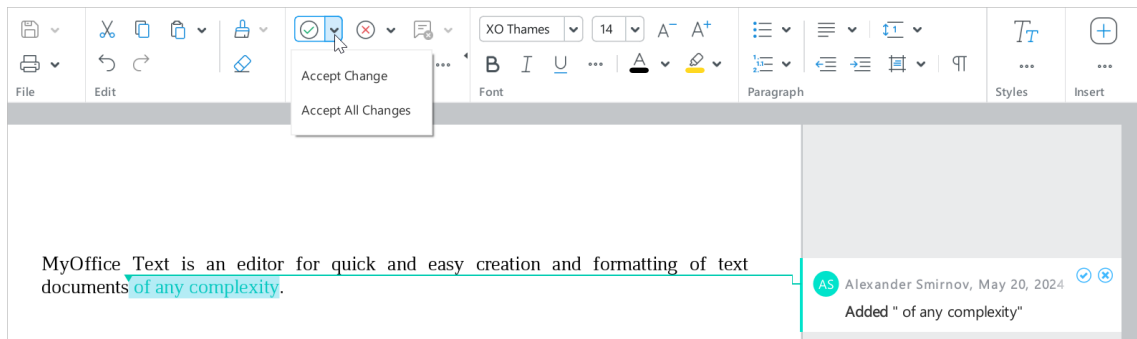 XO Thames
14
Accept Change
Accept All Changes
File
Edit
Font
Paragraph
Styles
Insert
MyOffice Text is an editor for quick and easy creation and formatting of text
documents of any complexity.
AS
Alexander Smirnov, May 20, 2024
Added " of any complexity"